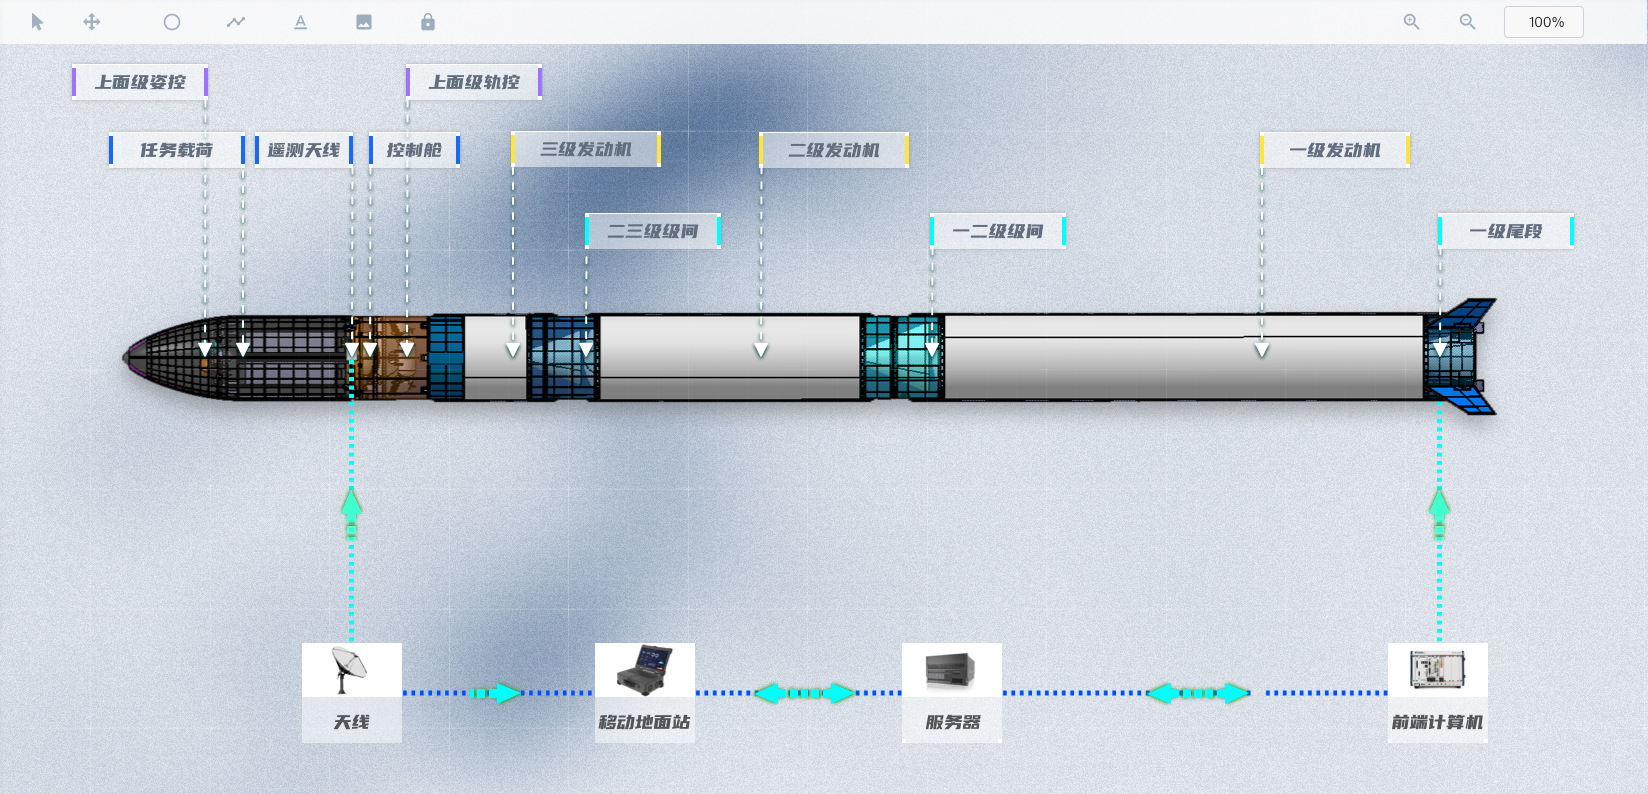 A
100%
上面级姿控
上面级轨控
任务载荷
遥测天线
控制舱
三级发动机
二级发动机
一级发动机
二三级级间
一二级级间
一级尾段
天线
移动地面站
服务器
前端计算机